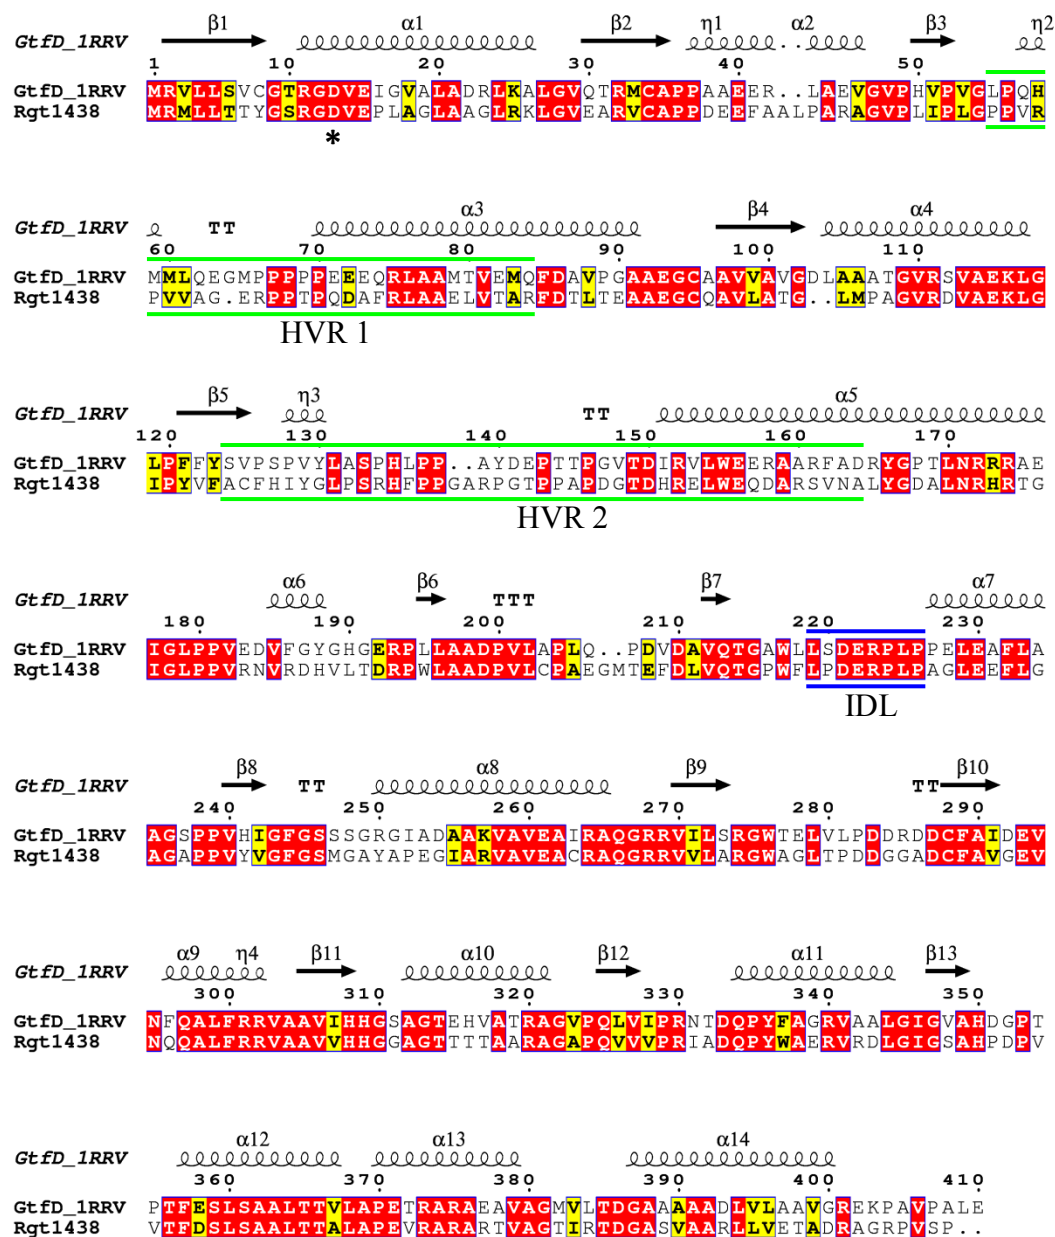 β1 α1 β2 η1 α2 β3 η2
GtfD_1RRV
1 10 20 30 40 50
GtfD_1RRV MRVLLSVCGTRGDVEIGVALADRLKALGVQTRMCAPPAAEER..LAEVGVPHVPVGLPQH
Rgt1438 MRMLLTTYGSRGDVEPLAGLAAGLRKLGVEARVCAPPDEEFAALPARAGVPLIPLGPPVR
*
α3 β4 α4
GtfD_1RRV TT
60 70 80 90 100 110
GtfD_1RRV MMLQEGMPPPPPEEEQRLAAMTVEMQFDAVPGAAEGCAAVVAVGDLAAATGVRSVAEKLG
Rgt1438 PVVAG.ERPPTPQDAFRLAAELVTARFDTLTEAAEGCQAVLATG..LMPAGVRDVAEKLG
HVR 1
β5 η3 α5
GtfD_1RRV TT
120 130 140 150 160 170
GtfD_1RRV LPFFYSVPSPVYLASPHLPP..AYDEPTTPGVTDIRVLWEERAARFADRYGPTLNRRRAE
Rgt1438 IPYVFACFHIYGLPSRHFPPGARPGTPPAPDGTDHRELWEQDARSVNALYGDALNRHRTG
HVR 2
α6 β6 β7 α7
GtfD_1RRV TTT
180 190 200 210 220 230
GtfD_1RRV IGLPPVEDVFGYGHGERPLLAADPVLAPLQ..PDVDAVQTGAWLLSDERPLPPELEAFLA
Rgt1438 IGLPPVRNVRDHVLTDRPWLAADPVLCPAEGMTEFDLVQTGPWFLPDERPLPAGLEEFLG
IDL
β8 α8 β9 β10
GtfD_1RRV TT TT
240 250 260 270 280 290
GtfD_1RRV AGSPPVHIGFGSSSGRGIADAAKVAVEAIRAQGRRVILSRGWTELVLPDDRDDCFAIDEV
Rgt1438 AGAPPVYVGFGSMGAYAPEGIARVAVEACRAQGRRVVLARGWAGLTPDDGGADCFAVGEV
α9 η4 β11 α10 β12 α11 β13
GtfD_1RRV
300 310 320 330 340 350
GtfD_1RRV NFQALFRRVAAVIHHGSAGTEHVATRAGVPQLVIPRNTDQPYFAGRVAALGIGVAHDGPT
Rgt1438 NQQALFRRVAAVVHHGGAGTTTTAARAGAPQVVVPRIADQPYWAERVRDLGIGSAHPDPV
α12 α13 α14
GtfD_1RRV
360 370 380 390 400 410
GtfD_1RRV PTFESLSAALTTVLAPETRARAEAVAGMVLTDGAAAAADLVLAAVGREKPAVPALE
Rgt1438 VTFDSLSAALTTALAPEVRARARTVAGTIRTDGASVAARLLVETADRAGRPVSP..